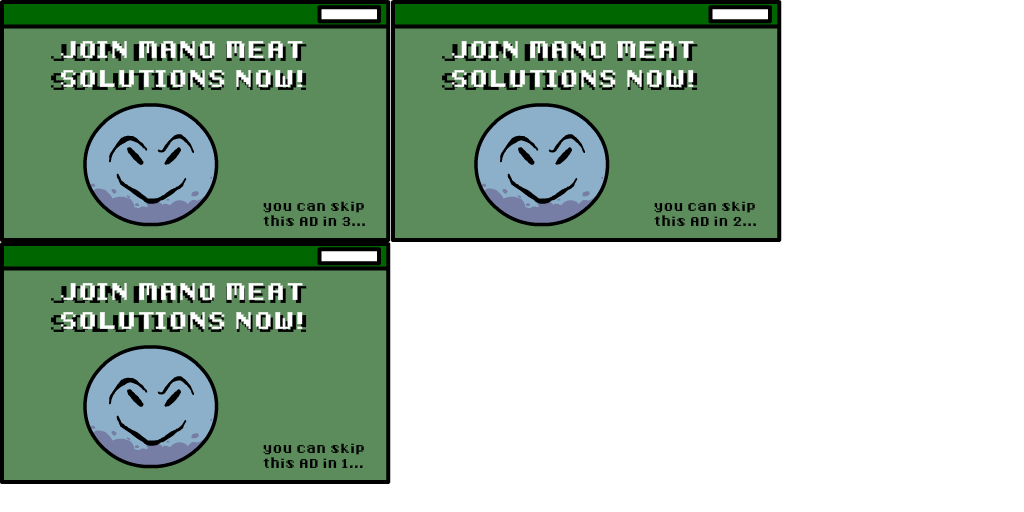 JOIN MANO MEAT
SOLUTIONS NOW!
you can skip
this AD in 3...
JOIN MANO MEAT
SOLUTIONS NOW!
you can skip
this AD in 2...
JOIN MANO MEAT
SOLUTIONS NOW!
you can skip
this AD in 1...